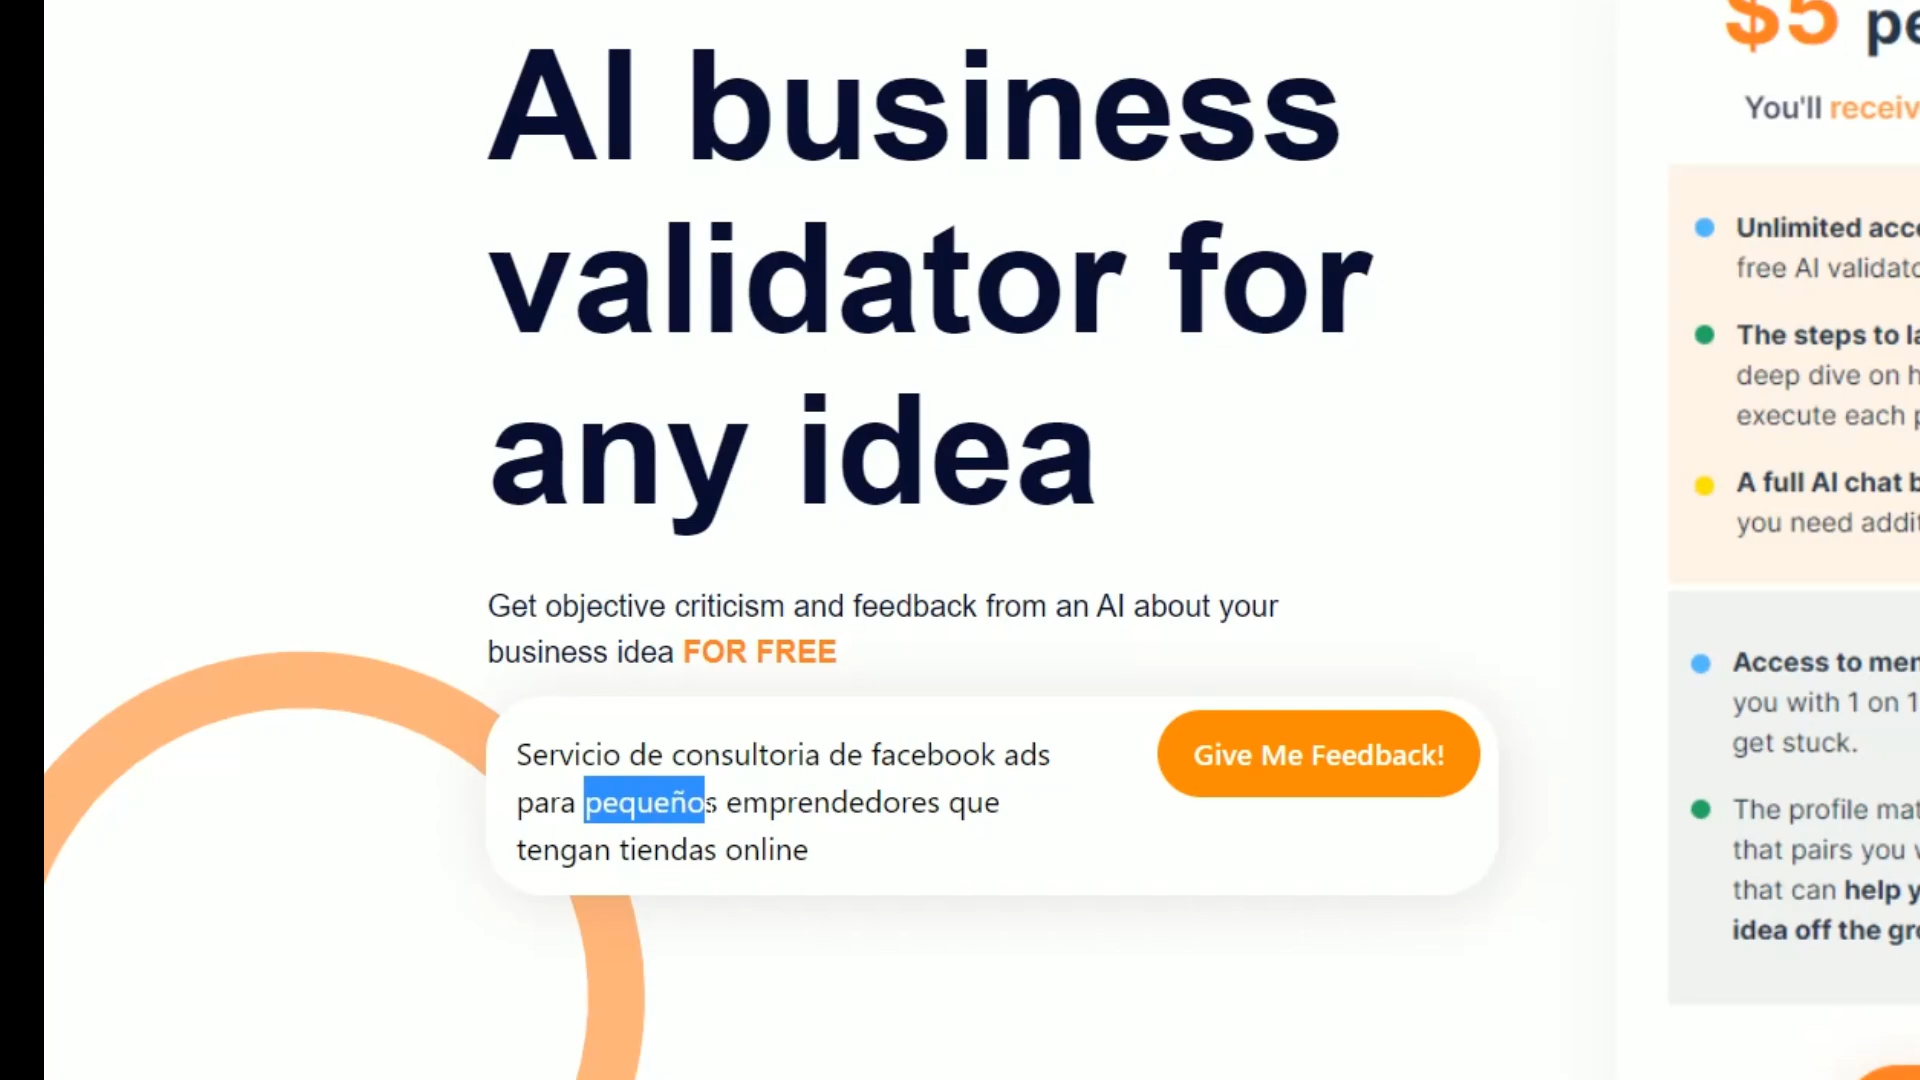 AI business
validator for
any idea
Get objective criticism and feedback from an AI about your
business idea FOR FREE
Servicio de consultoria de facebook ads
para pequeños emprendedores que
tengan tiendas online
Give Me Feedback!
$5
You'll
Unlimited
free AI
The steps to
deep dive on
execute each
A full AI chat
you need
Access to
you with 1 on 1
get stuck.
The profile
that pairs you
that can help
idea off the